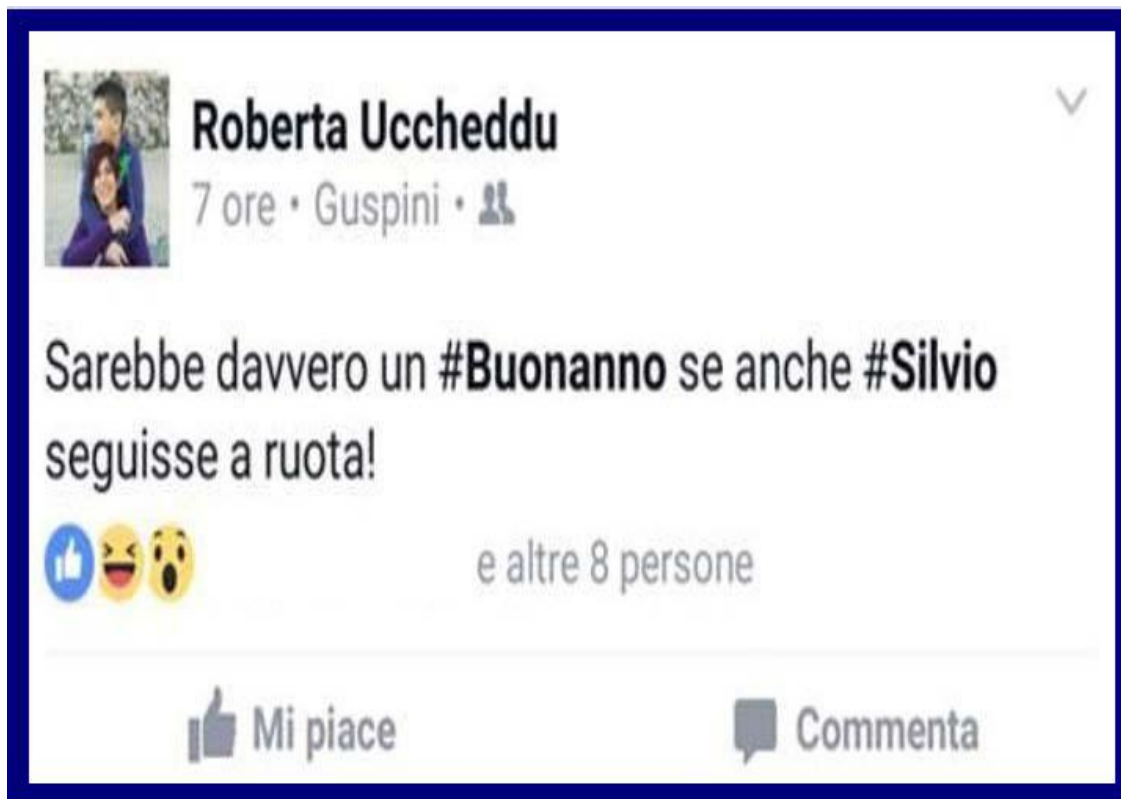 Roberta Uccheddu
7 ore • Guspini •
Sarebbe davvero un #Buonanno se anche #Silvio
seguisse a ruota!
e altre 8 persone
Mi piace Commenta